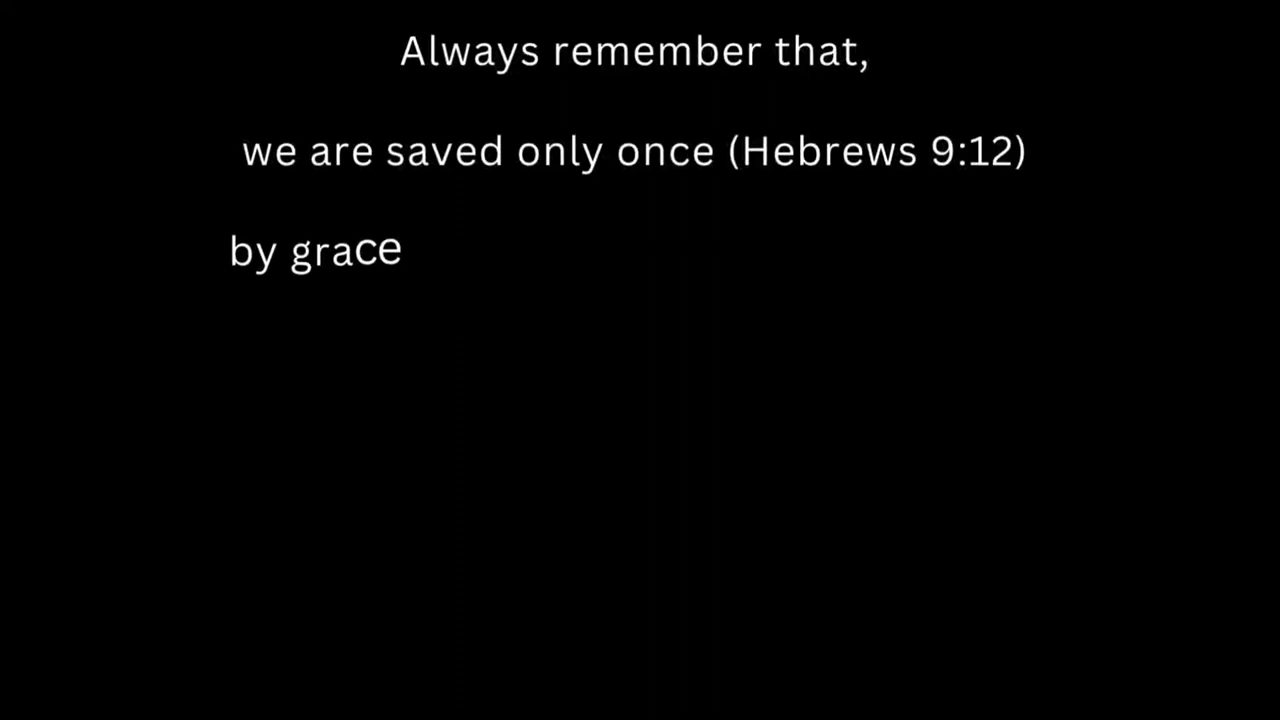 Always remember that,
we are saved only once (Hebrews 9:12)
by grace